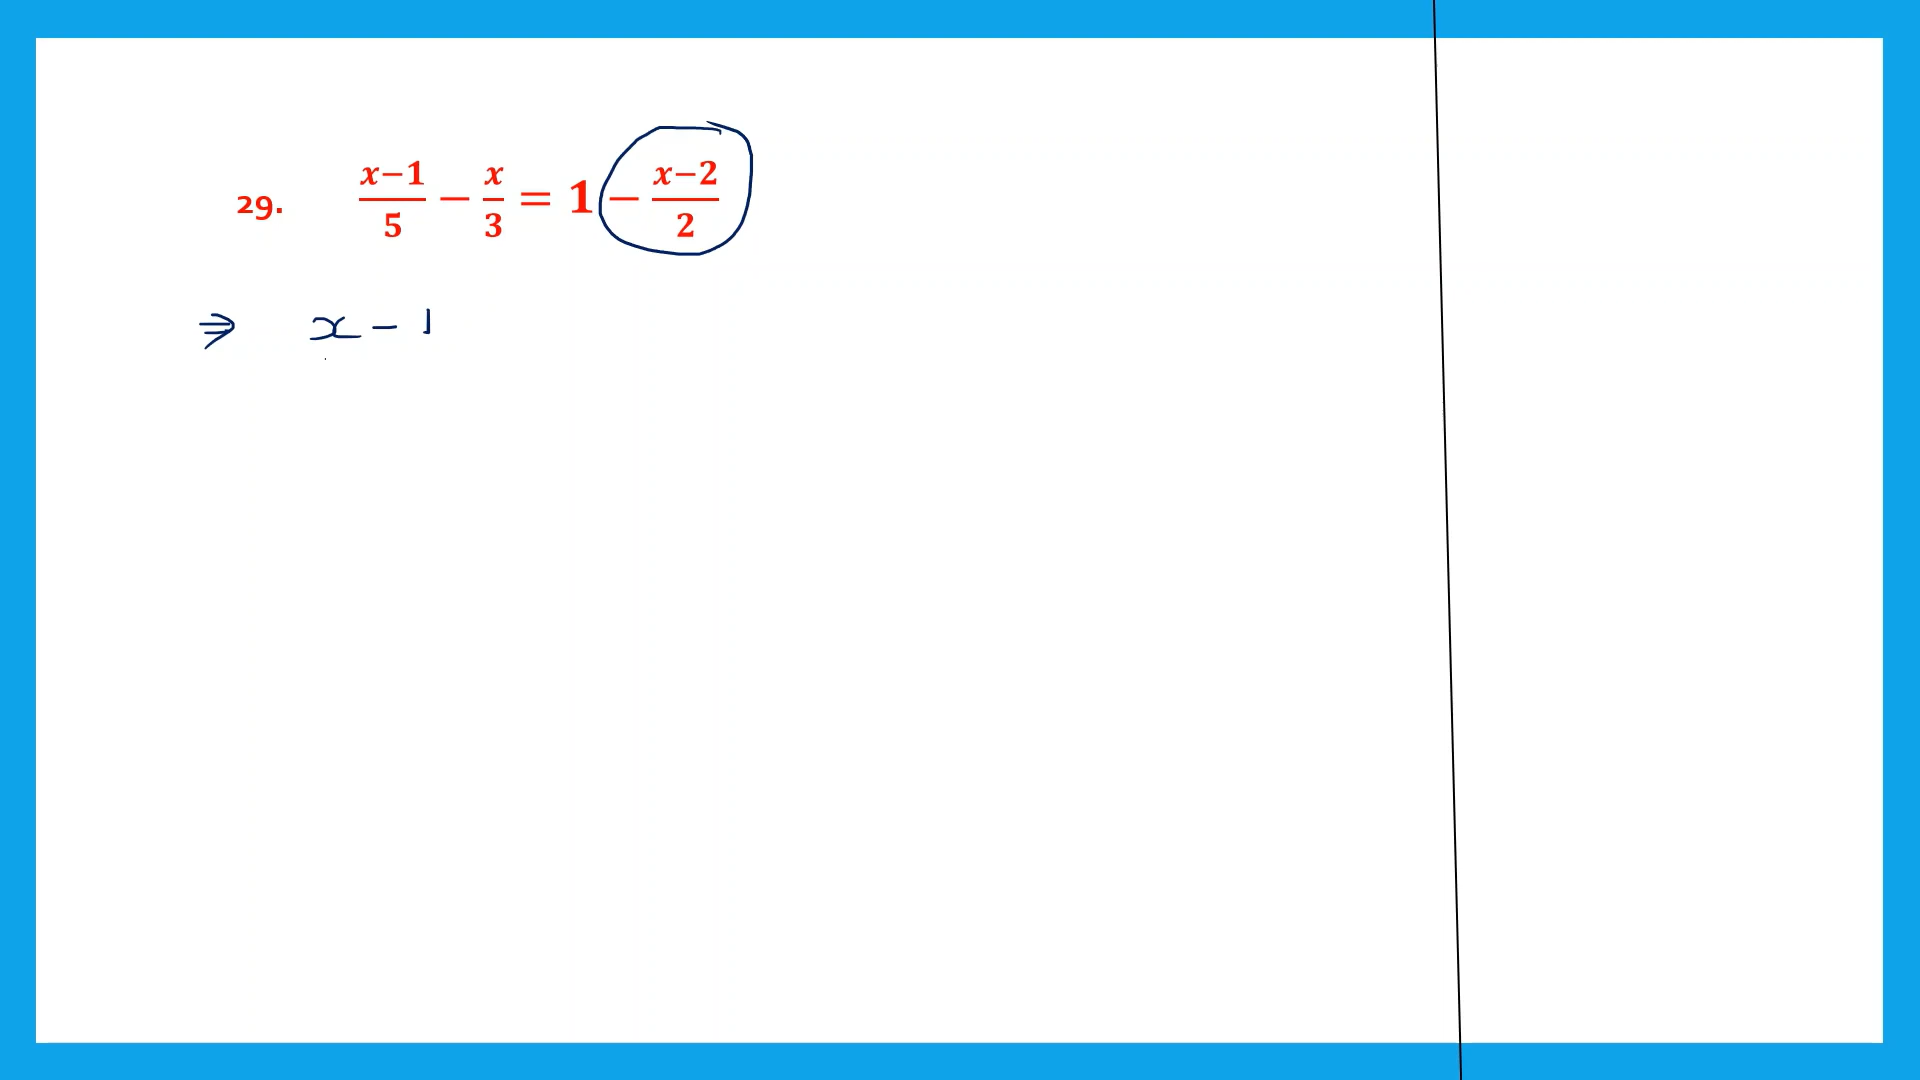 29. x−1/5 − x/3 = 1 − x−2/2
⇒ x − 1